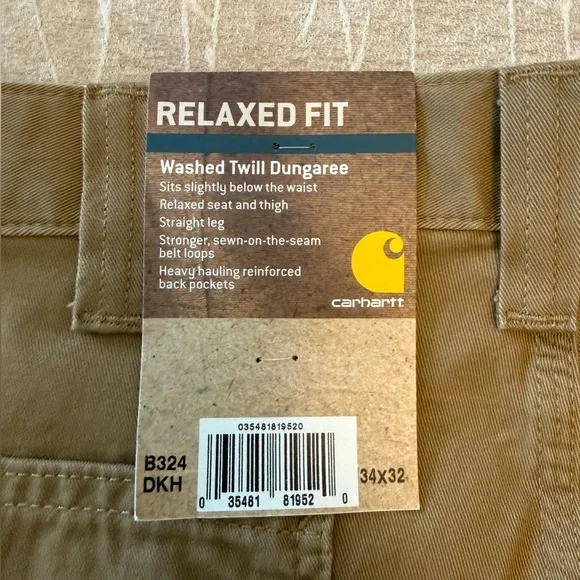 RELAXED FIT
Washed Twill Dungaree
Sits slightly below the waist
Relaxed seat and thigh
Straight leg
Stronger, sewn-on-the-seam
belt loops
Heavy hauling reinforced
back pockets
carhartt
035481819520
B324
DKH
0 35481 81952 0
34X32